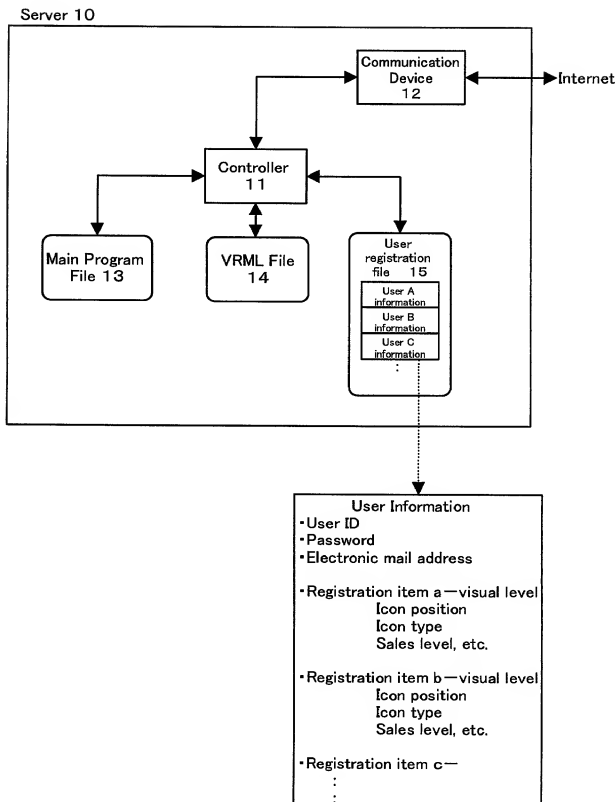 Server 10
Communication
Device
12
Internet
Controller
11
Main Program
File 13
VRML File
14
User
registration
file 15
User A
information
User B
information
User C
information
:
User Information
・User ID
・Password
・Electronic mail address
・Registration item a－visual level
Icon position
Icon type
Sales level, etc.
・Registration item b－visual level
Icon position
Icon type
Sales level, etc.
・Registration item c－
:
: